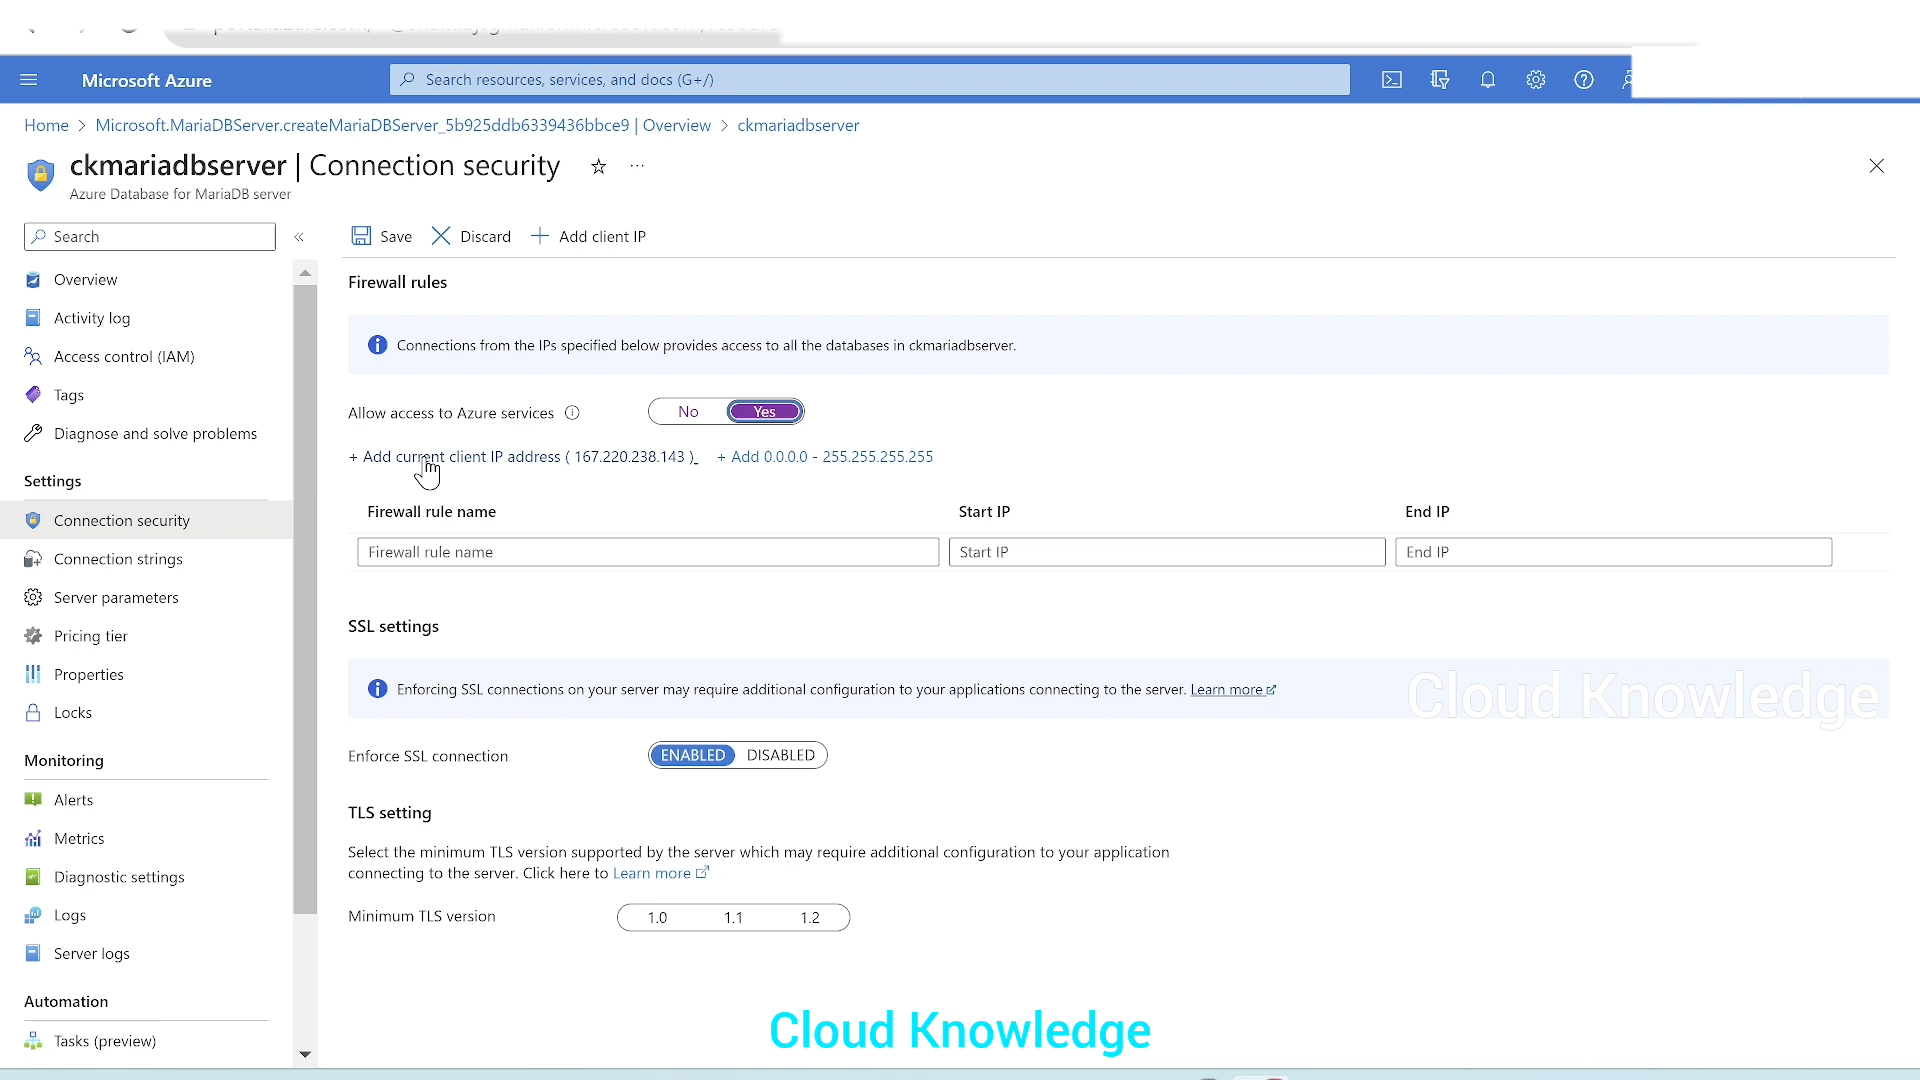 Microsoft Azure
Search resources, services, and docs (G+/)
Home > Microsoft.MariaDBServer.createMariaDBServer_5b925ddb6339436bbce9 | Overview > ckmariadbserver
ckmariadbserver | Connection security
Azure Database for MariaDB server
Search
Save Discard Add client IP
Overview
Activity log
Access control (IAM)
Tags
Diagnose and solve problems
Settings
Connection security
Connection strings
Server parameters
Pricing tier
Properties
Locks
Monitoring
Alerts
Metrics
Diagnostic settings
Logs
Server logs
Automation
Tasks (preview)
Firewall rules
Connections from the IPs specified below provides access to all the databases in ckmariadbserver.
Allow access to Azure services No Yes
+ Add current client IP address ( 167.220.238.143 ) + Add 0.0.0.0 - 255.255.255.255
Firewall rule name Start IP End IP
Firewall rule name Start IP End IP
SSL settings
Enforcing SSL connections on your server may require additional configuration to your applications connecting to the server. Learn more
Cloud Knowledge
Enforce SSL connection ENABLED DISABLED
TLS setting
Select the minimum TLS version supported by the server which may require additional configuration to your application
connecting to the server. Click here to Learn more
Minimum TLS version 1.0 1.1 1.2
Cloud Knowledge